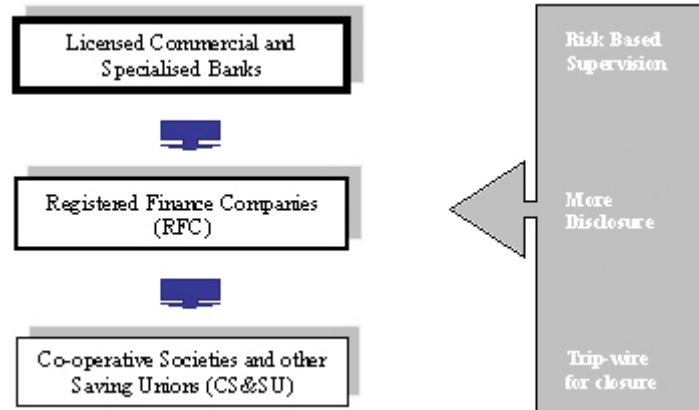 Licensed Commercial and
Specialised Banks
Registered Finance Companies
(RFC)
Co-operative Societies and other
Saving Unions (CS&SU)
Risk Based
Supervision
More
Disclosure
Trip-wire
for closure